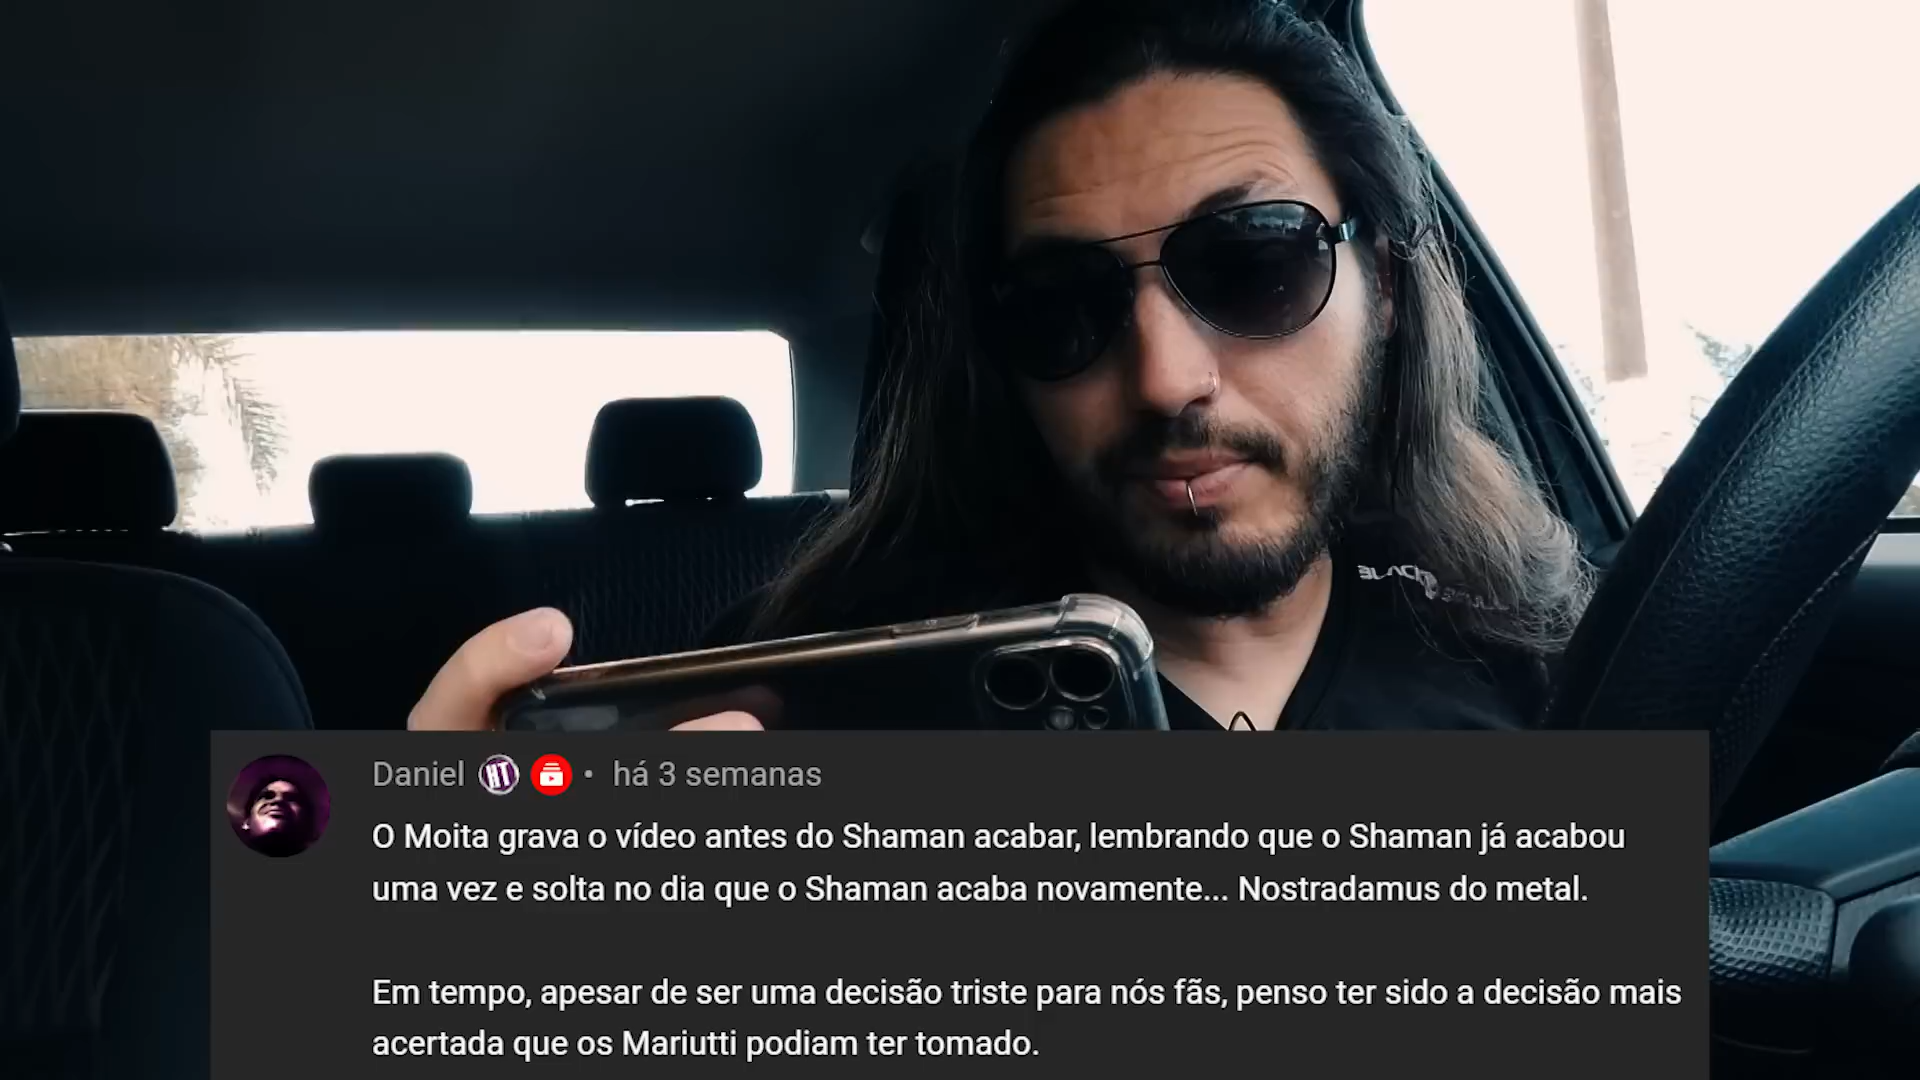 Daniel HT • há 3 semanas
O Moita grava o vídeo antes do Shaman acabar, lembrando que o Shaman já acabou
uma vez e solta no dia que o Shaman acaba novamente... Nostradamus do metal.
Em tempo, apesar de ser uma decisão triste para nós fãs, penso ter sido a decisão mais
acertada que os Mariutti podiam ter tomado.